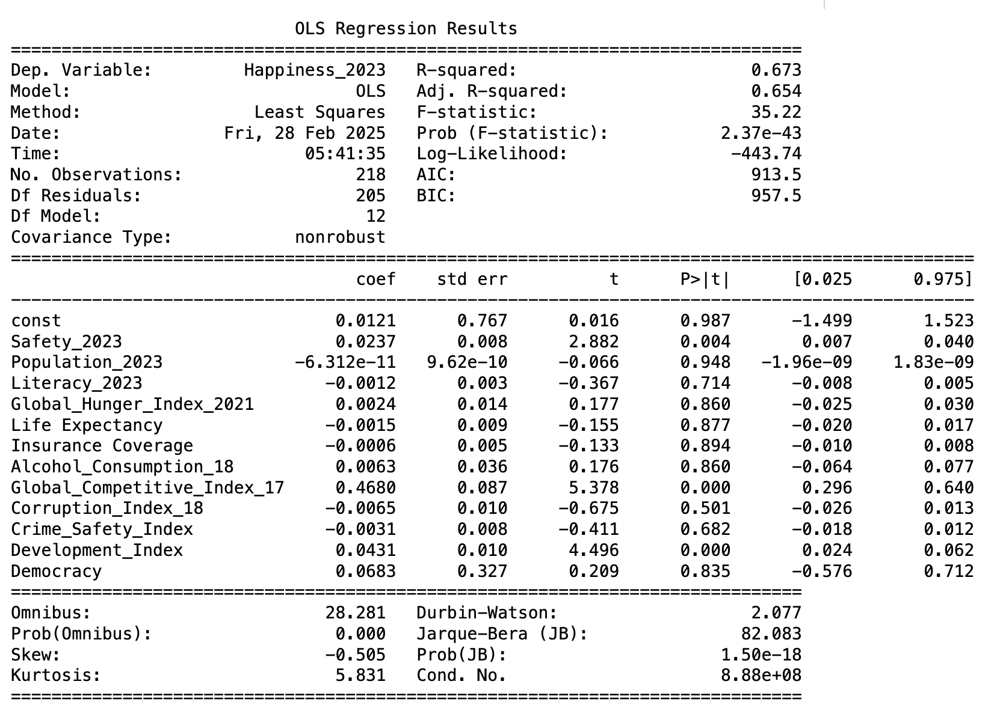 OLS Regression Results
==============================================================================
Dep. Variable: Happiness_2023 R-squared: 0.673
Model: OLS Adj. R-squared: 0.654
Method: Least Squares F-statistic: 35.22
Date: Fri, 28 Feb 2025 Prob (F-statistic): 2.37e-43
Time: 05:41:35 Log-Likelihood: -443.74
No. Observations: 218 AIC: 913.5
Df Residuals: 205 BIC: 957.5
Df Model: 12
Covariance Type: nonrobust
===============================================================================================
coef std err t P>|t| [0.025 0.975]
-----------------------------------------------------------------------------------------------
const 0.0121 0.767 0.016 0.987 -1.499 1.523
Safety_2023 0.0237 0.008 2.882 0.004 0.007 0.040
Population_2023 -6.312e-11 9.62e-10 -0.066 0.948 -1.96e-09 1.83e-09
Literacy_2023 -0.0012 0.003 -0.367 0.714 -0.008 0.005
Global_Hunger_Index_2021 0.0024 0.014 0.177 0.860 -0.025 0.030
Life Expectancy -0.0015 0.009 -0.155 0.877 -0.020 0.017
Insurance Coverage -0.0006 0.005 -0.133 0.894 -0.010 0.008
Alcohol_Consumption_18 0.0063 0.036 0.176 0.860 -0.064 0.077
Global_Competitive_Index_17 0.4680 0.087 5.378 0.000 0.296 0.640
Corruption_Index_18 -0.0065 0.010 -0.675 0.501 -0.026 0.013
Crime_Safety_Index -0.0031 0.008 -0.411 0.682 -0.018 0.012
Development_Index 0.0431 0.010 4.496 0.000 0.024 0.062
Democracy 0.0683 0.327 0.209 0.835 -0.576 0.712
==============================================================================
Omnibus: 28.281 Durbin-Watson: 2.077
Prob(Omnibus): 0.000 Jarque-Bera (JB): 82.083
Skew: -0.505 Prob(JB): 1.50e-18
Kurtosis: 5.831 Cond. No. 8.88e+08
==============================================================================